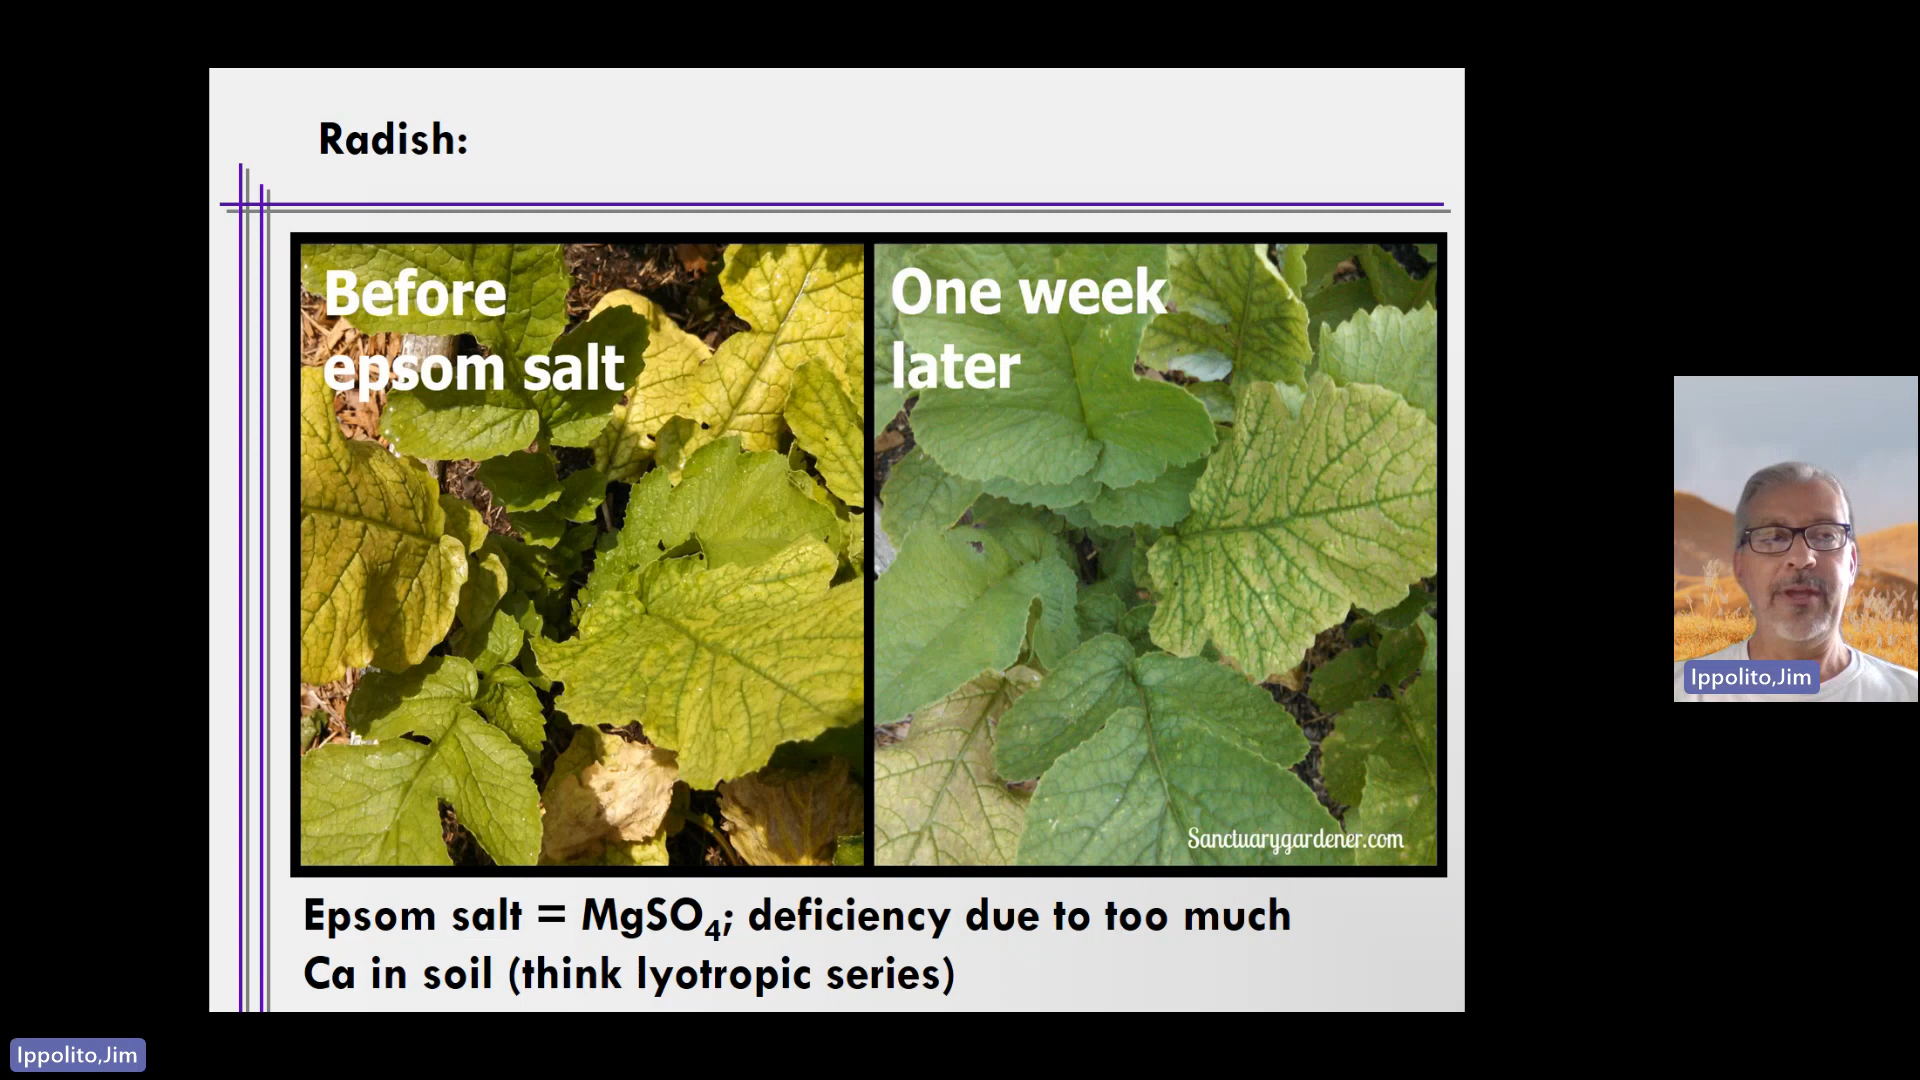 Radish:
Before
epsom salt
One week
later
Sanctuarygardener.com
Epsom salt = MgSO₄; deficiency due to too much
Ca in soil (think lyotropic series)
Ippolito,Jim
Ippolito,Jim